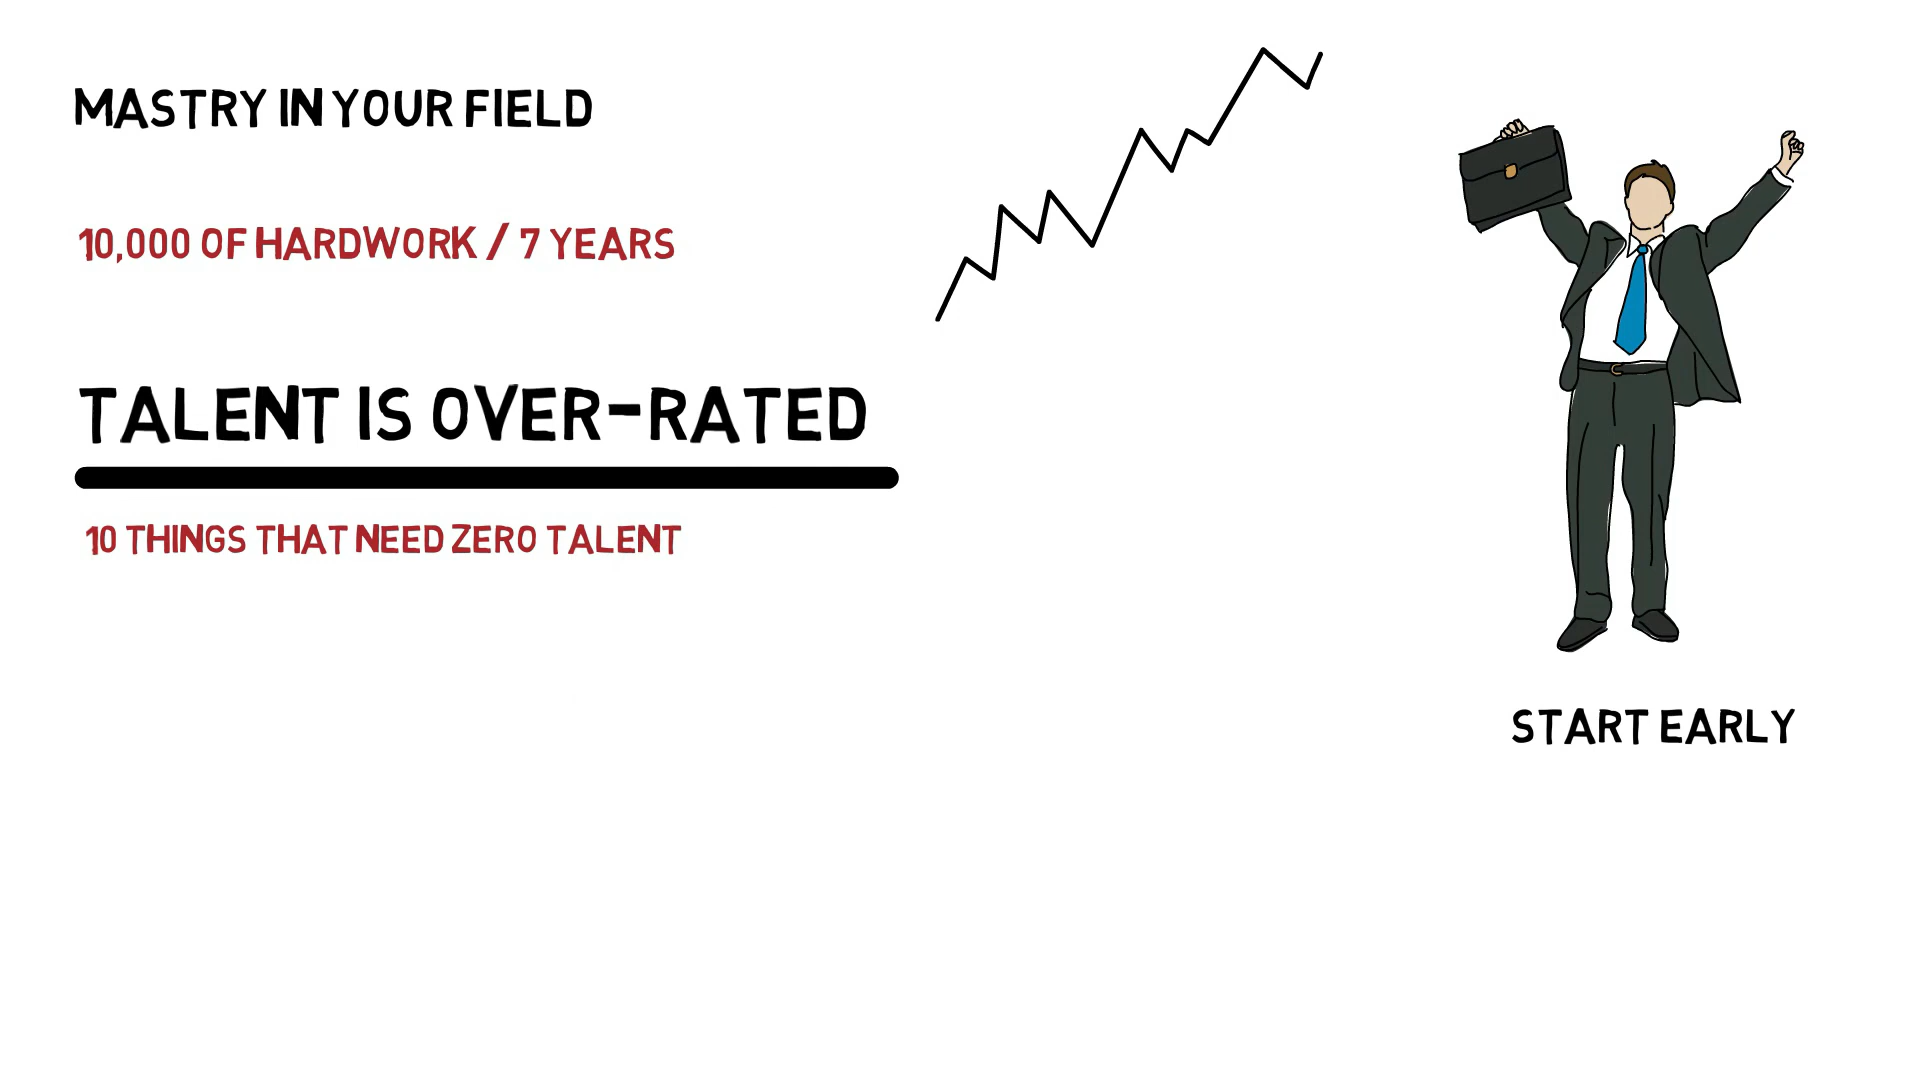 MASTRY IN YOUR FIELD
10,000 OF HARDWORK / 7 YEARS
TALENT IS OVER-RATED
10 THINGS THAT NEED ZERO TALENT
START EARLY